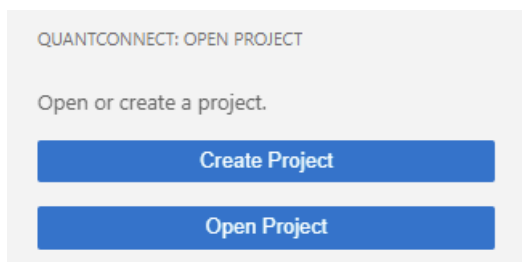 QUANTCONNECT: OPEN PROJECT
Open or create a project.
Create Project
Open Project